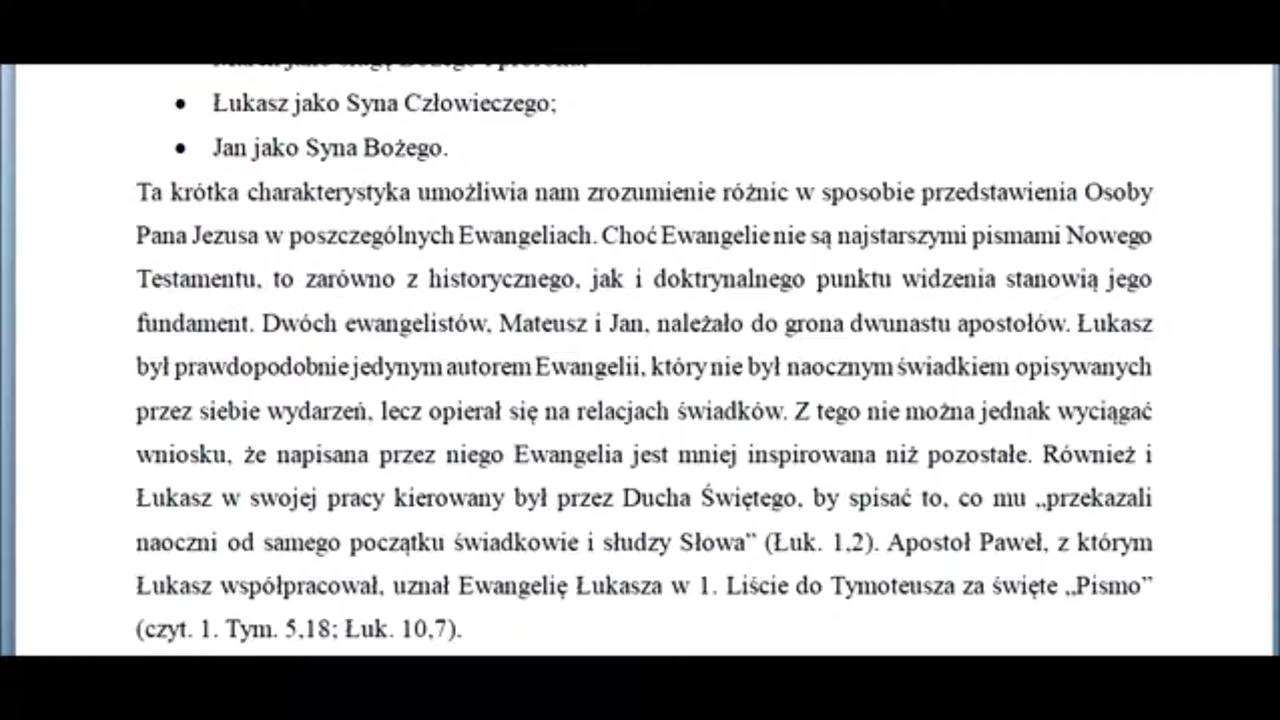 • Łukasz jako Syna Człowieczego;
• Jan jako Syna Bożego.
Ta krótka charakterystyka umożliwia nam zrozumienie różnic w sposobie przedstawienia Osoby
Pana Jezusa w poszczególnych Ewangeliach. Choć Ewangelie nie są najstarszymi pismami Nowego
Testamentu, to zarówno z historycznego, jak i doktrynalnego punktu widzenia stanowią jego
fundament. Dwóch ewangelistów, Mateusz i Jan, należało do grona dwunastu apostołów. Łukasz
był prawdopodobnie jedynym autorem Ewangelii, który nie był naocznym świadkiem opisywanych
przez siebie wydarzeń, lecz opierał się na relacjach świadków. Z tego nie można jednak wyciągać
wniosku, że napisana przez niego Ewangelia jest mniej inspirowana niż pozostałe. Również i
Łukasz w swojej pracy kierowany był przez Ducha Świętego, by spisać to, co mu „przekazali
naoczni od samego początku świadkowie i słudzy Słowa” (Łuk. 1,2). Apostoł Paweł, z którym
Łukasz współpracował, uznał Ewangelię Łukasza w 1. Liście do Tymoteusza za święte „Pismo”
(czyt. 1. Tym. 5,18; Łuk. 10,7).